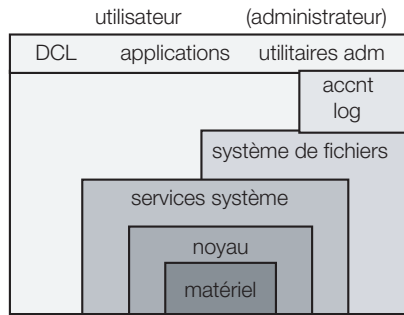 utilisateur (administrateur)
DCL applications utilitaires adm
accnt
log
système de fichiers
services système
noyau
matériel